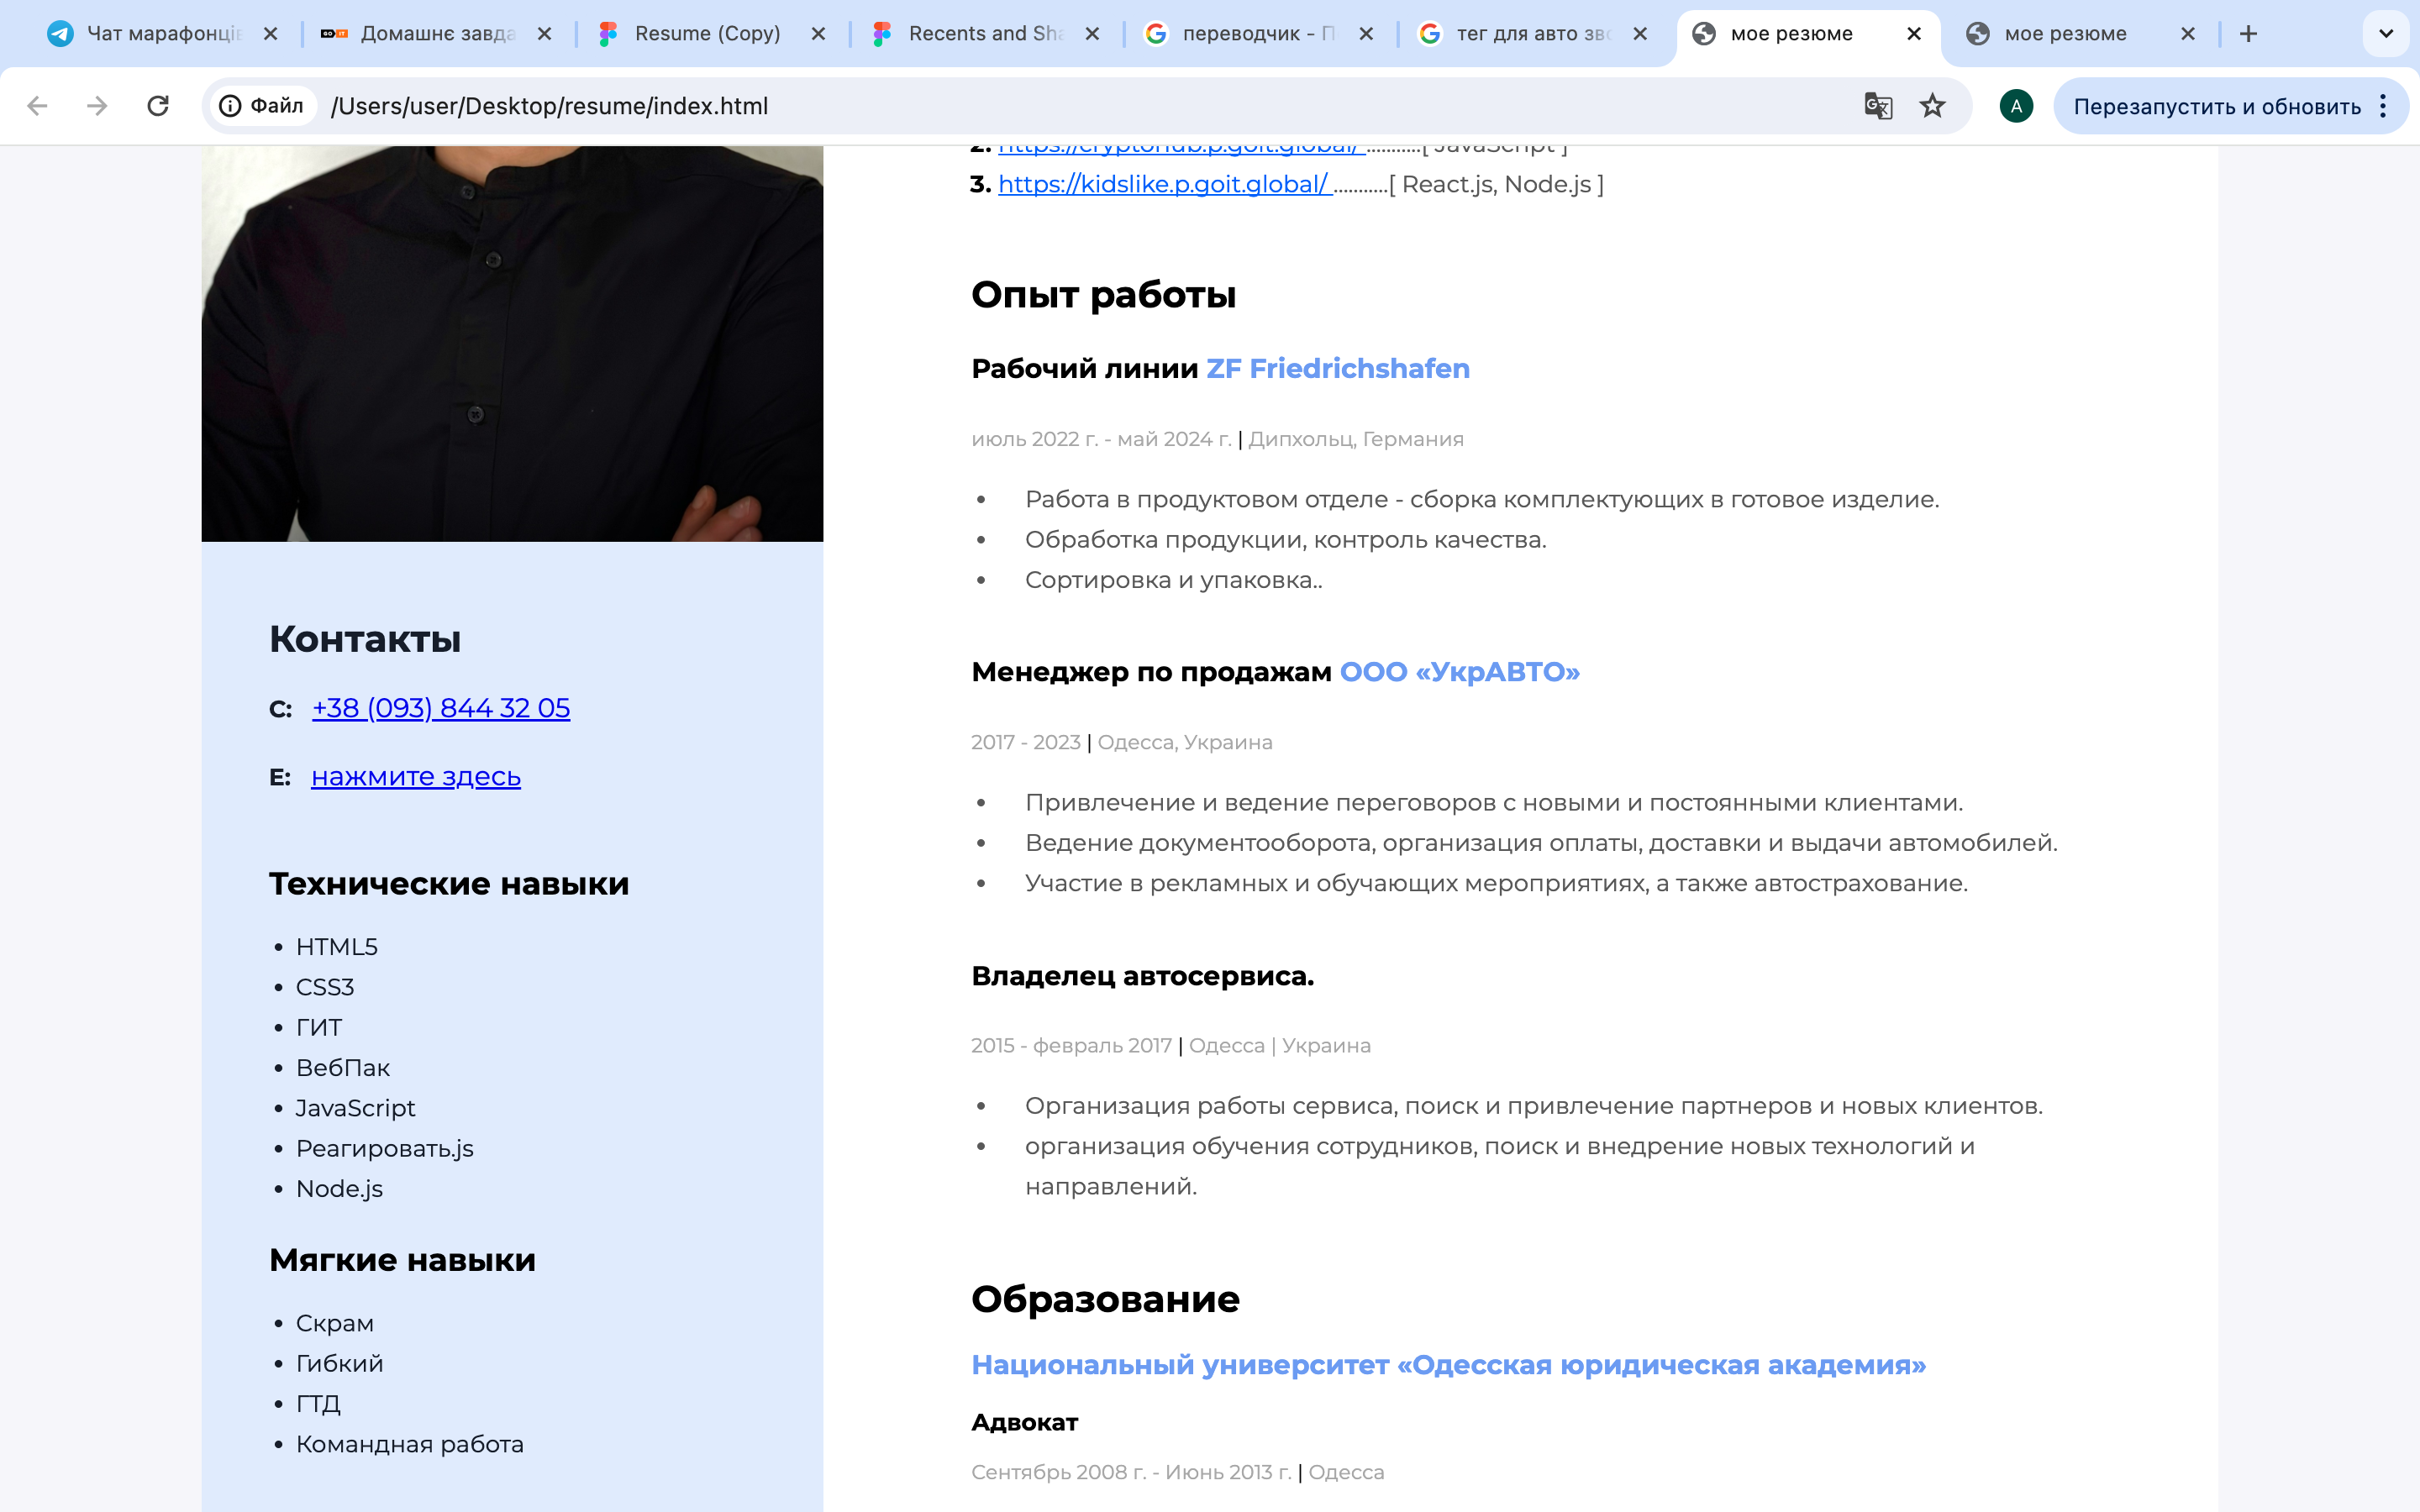 Чат марафонців
Домашнє завда
Resume (Copy)
Recents and Sha
переводчик - П
тег для авто зво
мое резюме
мое резюме
Файл
/Users/user/Desktop/resume/index.html
A
Перезапустить и обновить
2. https://cryptohub.p.goit.global/ ...........[ JavaScript ]
3. https://kidslike.p.goit.global/ ...........[ React.js, Node.js ]
Опыт работы
Рабочий линии ZF Friedrichshafen
июль 2022 г. - май 2024 г. | Дипхольц, Германия
• Работа в продуктовом отделе - сборка комплектующих в готовое изделие.
• Обработка продукции, контроль качества.
• Сортировка и упаковка..
Менеджер по продажам ООО «УкрАВТО»
2017 - 2023 | Одесса, Украина
• Привлечение и ведение переговоров с новыми и постоянными клиентами.
• Ведение документооборота, организация оплаты, доставки и выдачи автомобилей.
• Участие в рекламных и обучающих мероприятиях, а также автострахование.
Владелец автосервиса.
2015 - февраль 2017 | Одесса | Украина
• Организация работы сервиса, поиск и привлечение партнеров и новых клиентов.
• организация обучения сотрудников, поиск и внедрение новых технологий и
направлений.
Образование
Национальный университет «Одесская юридическая академия»
Адвокат
Сентябрь 2008 г. - Июнь 2013 г. | Одесса
Контакты
C: +38 (093) 844 32 05
E: нажмите здесь
Технические навыки
• HTML5
• CSS3
• ГИТ
• ВебПак
• JavaScript
• Реагировать.js
• Node.js
Мягкие навыки
• Скрам
• Гибкий
• ГТД
• Командная работа